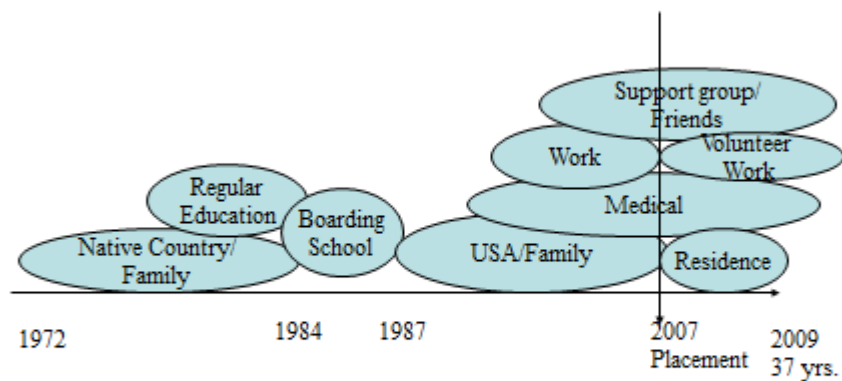 Support group/
Friends
Work
Volunteer
Work
Regular
Education
Medical
Boarding
School
Native Country/
Family
USA/Family
Residence
1972
1984
1987
2007
Placement
2009
37 yrs.